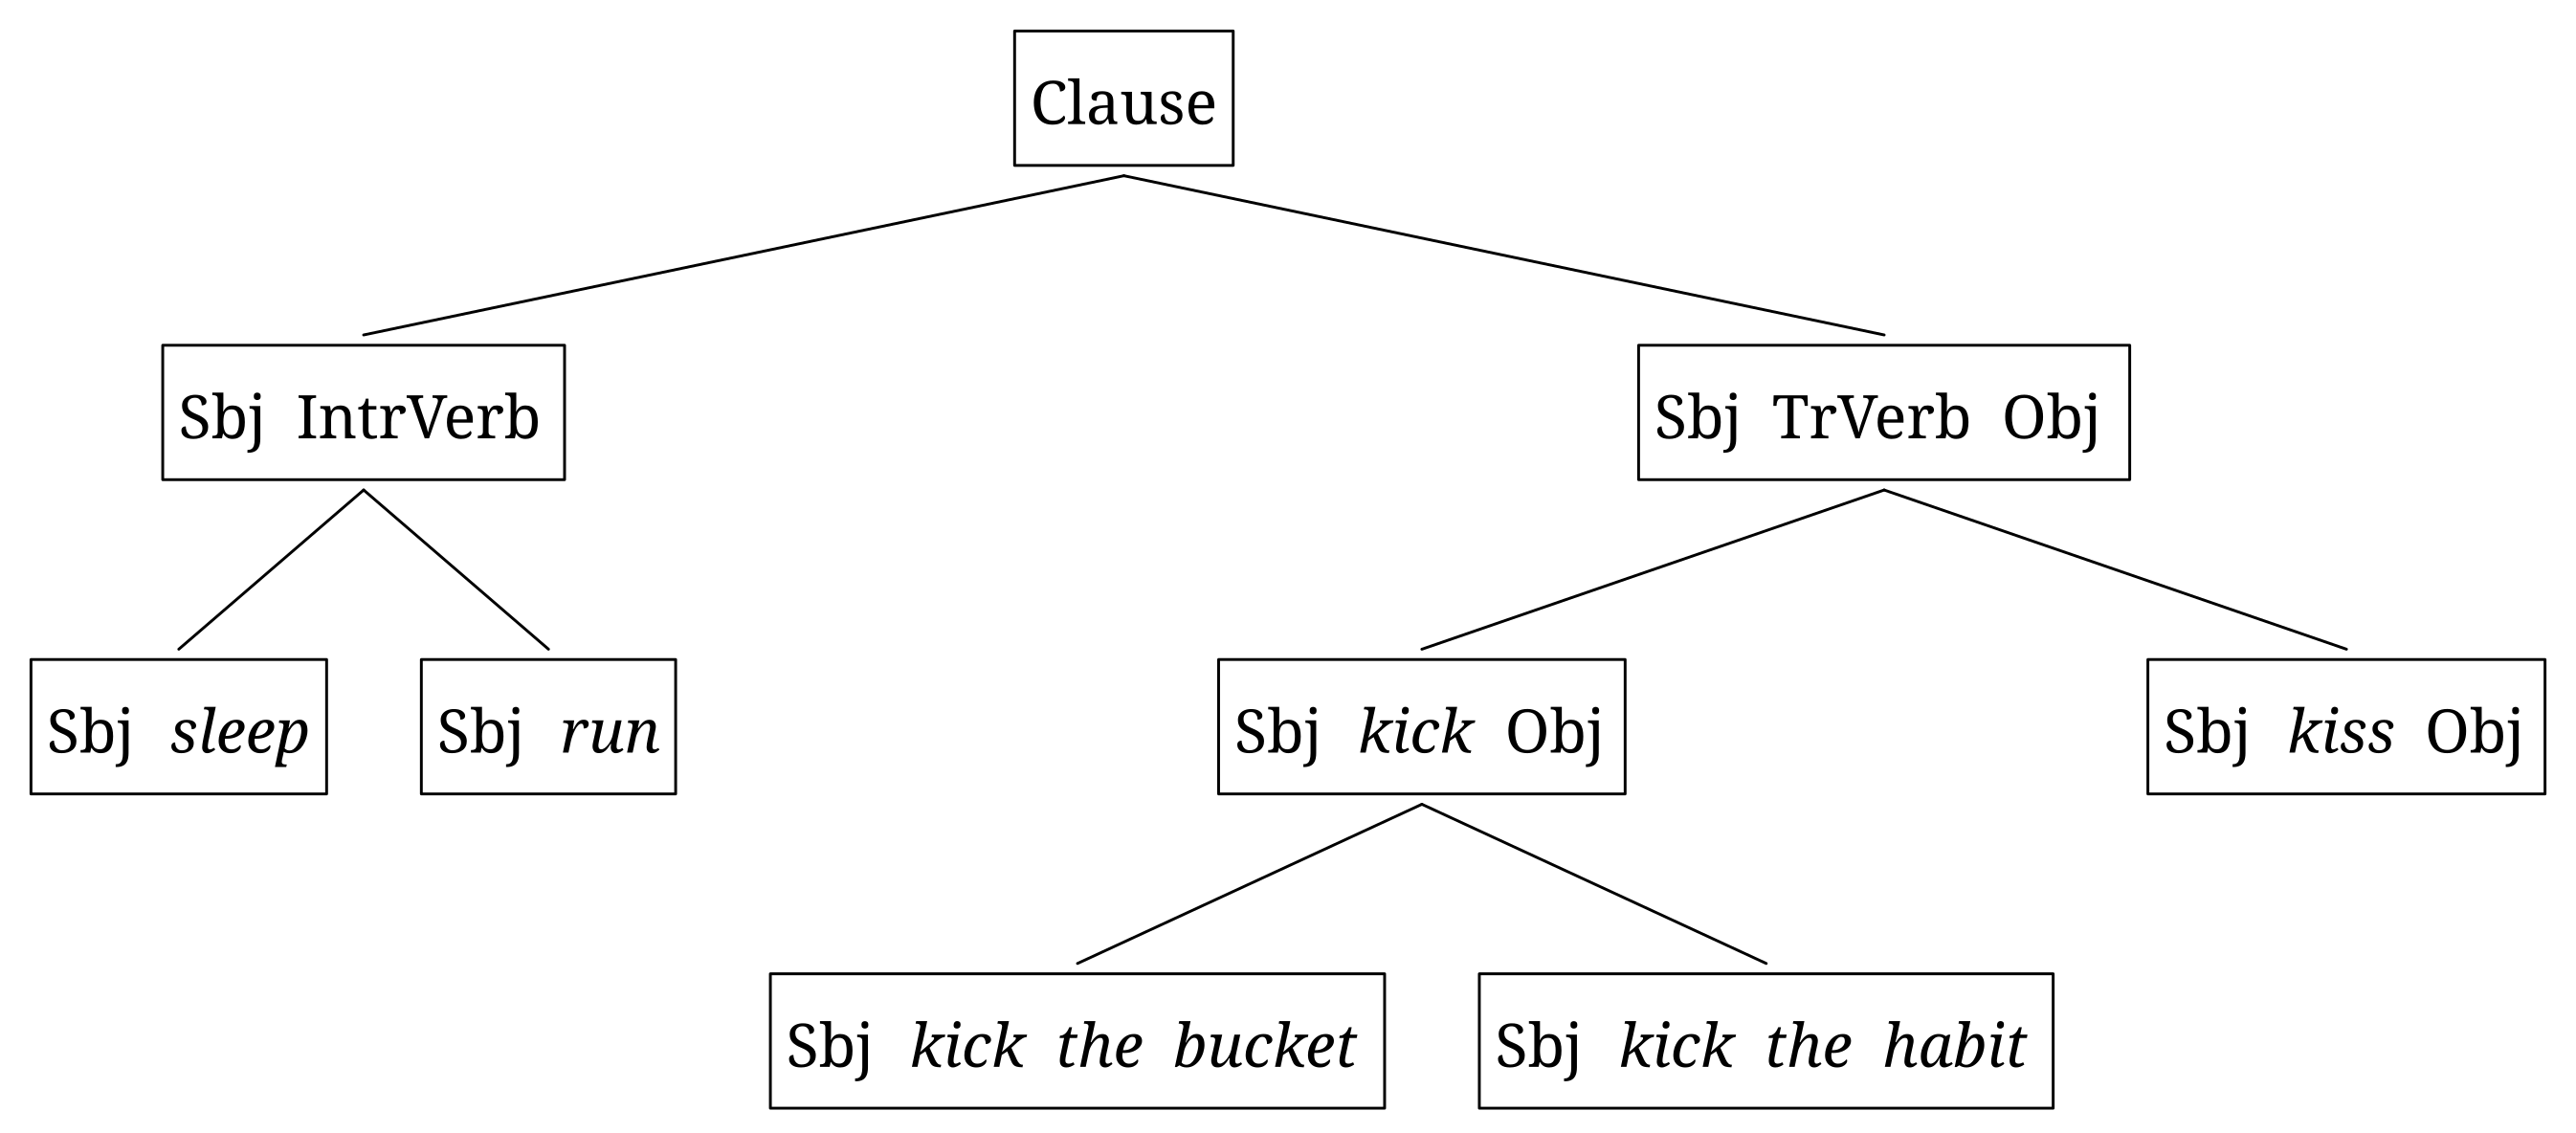 Clause
Sbj IntrVerb
Sbj TrVerb Obj
Sbj sleep
Sbj run
Sbj kick Obj
Sbj kiss Obj
Sbj kick the bucket
Sbj kick the habit